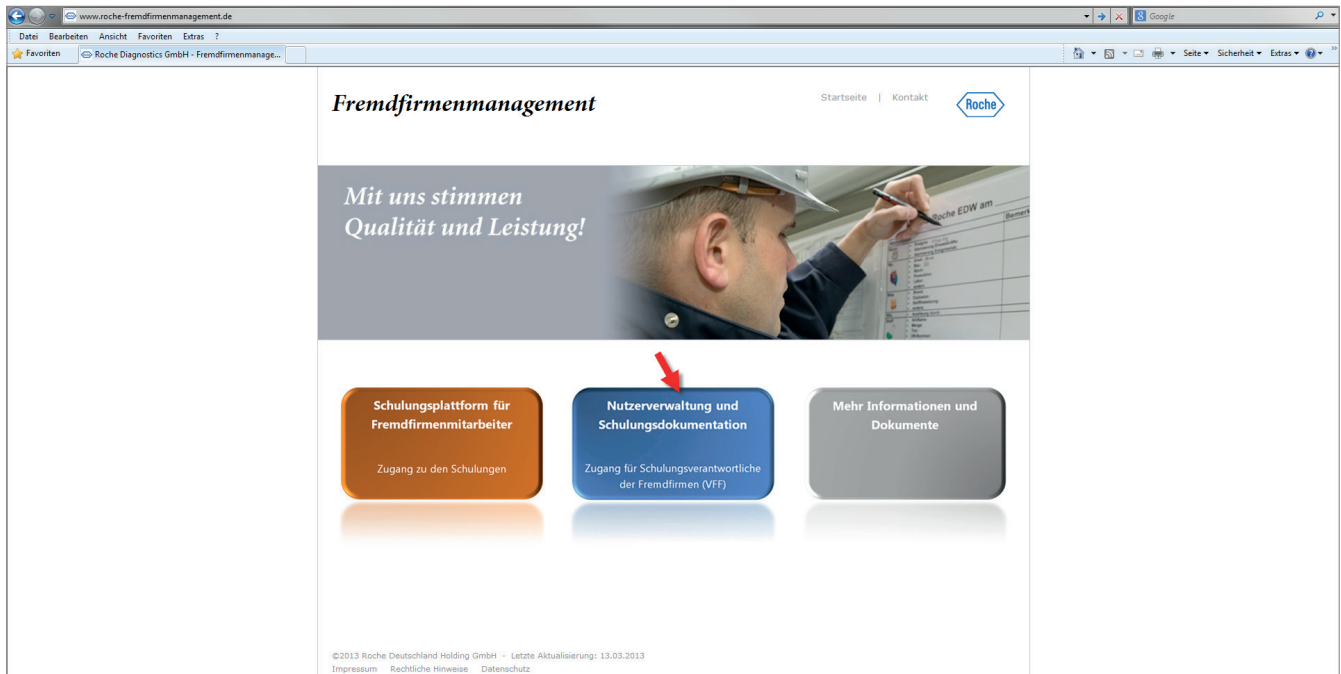 www.roche-fremdfirmenmanagement.de
Google
Datei Bearbeiten Ansicht Favoriten Extras ?
Favoriten
Roche Diagnostics GmbH - Fremdfirmenmanage...
Seite Sicherheit Extras
Fremdfirmenmanagement
Startseite | Kontakt
Roche
Mit uns stimmen
Qualität und Leistung!
Roche EDW am
Schulungsplattform für
Fremdfirmenmitarbeiter
Zugang zu den Schulungen
Nutzerverwaltung und
Schulungsdokumentation
Zugang für Schulungsverantwortliche
der Fremdfirmen (VFF)
Mehr Informationen und
Dokumente
©2013 Roche Deutschland Holding GmbH - Letzte Aktualisierung: 13.03.2013
Impressum Rechtliche Hinweise Datenschutz